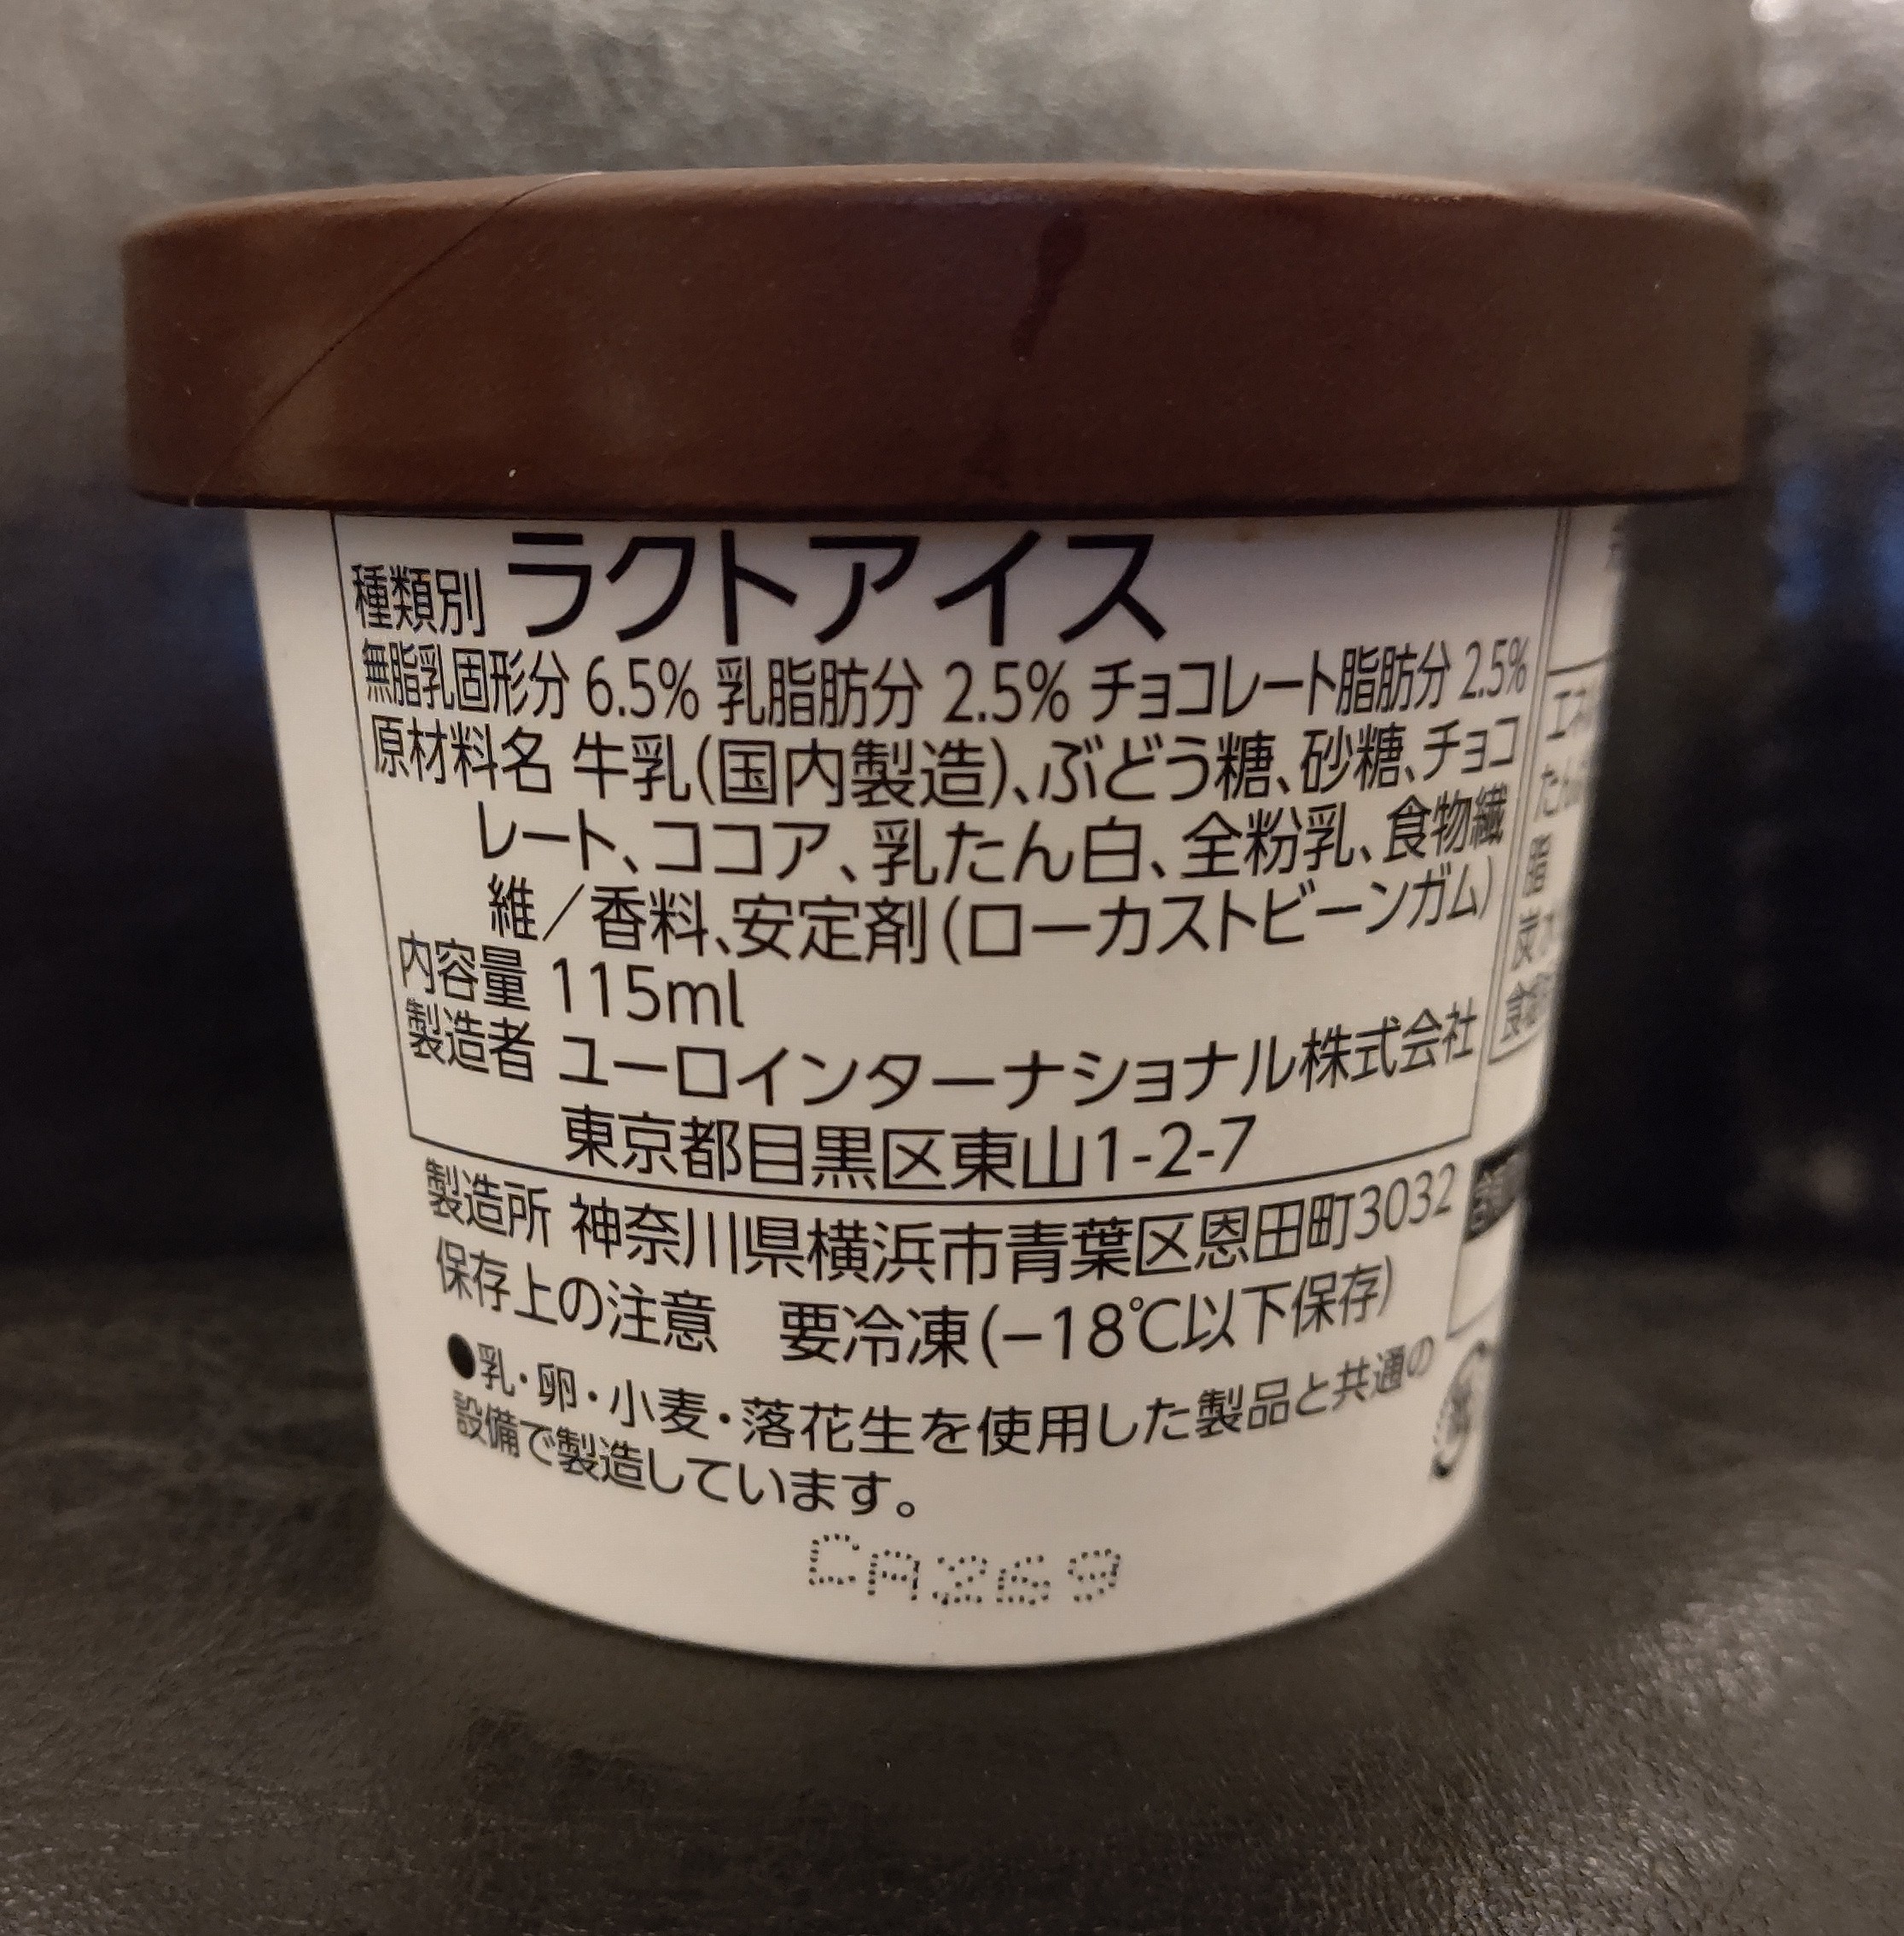 種類別 ラクトアイス
無脂乳固形分 6.5% 乳脂肪分 2.5% チョコレート脂肪分 2.5%
原材料名 牛乳(国内製造)、ぶどう糖、砂糖、チョコ
レート、ココア、乳たん白、全粉乳、食物繊
維/香料、安定剤(ローカストビーンガム)
内容量 115ml
製造者 ユーロインターナショナル株式会社
東京都目黒区東山1-2-7
製造所 神奈川県横浜市青葉区恩田町3032
保存上の注意 要冷凍(−18℃以下保存)
●乳・卵・小麦・落花生を使用した製品と共通の
設備で製造しています。